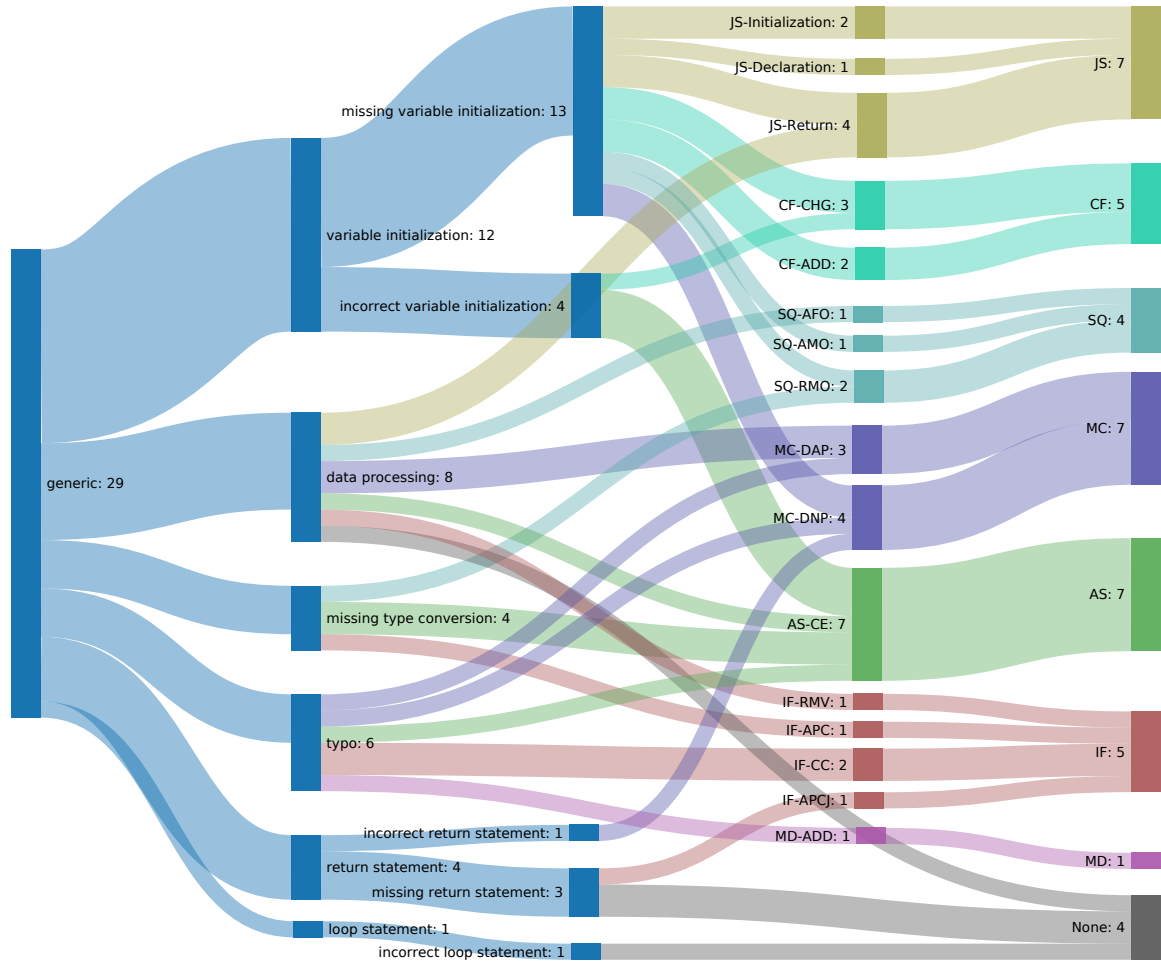 generic: 29
variable initialization: 12
data processing: 8
missing type conversion: 4
typo: 6
return statement: 4
loop statement: 1
missing variable initialization: 13
incorrect variable initialization: 4
incorrect return statement: 1
missing return statement: 3
incorrect loop statement: 1
JS-Initialization: 2
JS-Declaration: 1
JS-Return: 4
CF-CHG: 3
CF-ADD: 2
SQ-AFO: 1
SQ-AMO: 1
SQ-RMO: 2
MC-DAP: 3
MC-DNP: 4
AS-CE: 7
IF-RMV: 1
IF-APC: 1
IF-CC: 2
IF-APCJ: 1
MD-ADD: 1
JS: 7
CF: 5
SQ: 4
MC: 7
AS: 7
IF: 5
MD: 1
None: 4